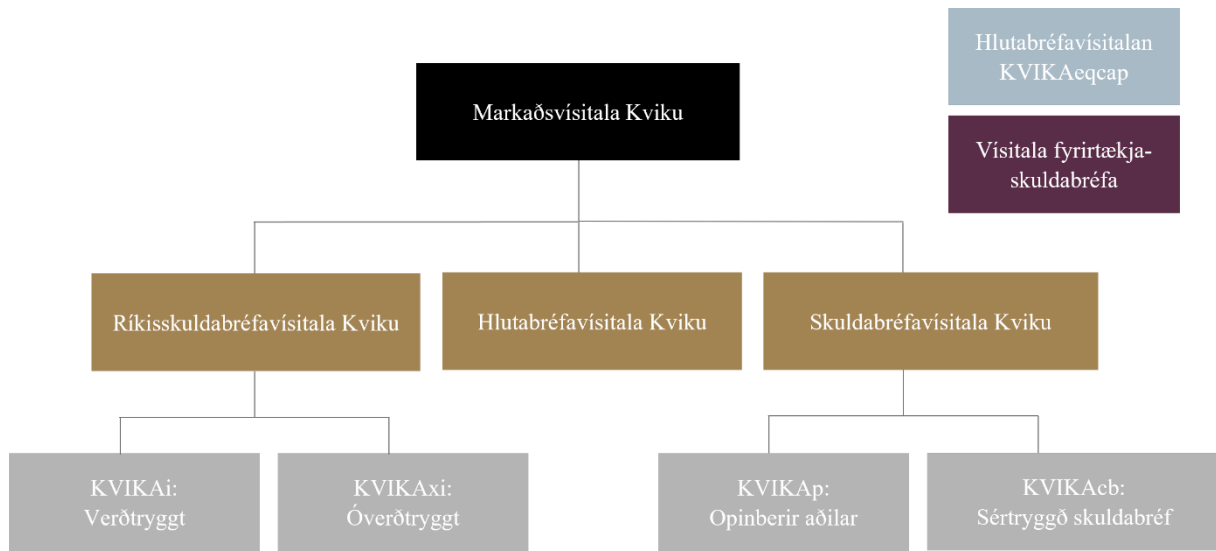 Hlutabréfavísitalan
KVIKAeqcap
Markaðsvísitala Kviku
Vísitala fyrirtækja-
skuldabréfa
Ríkisskuldabréfavísitala Kviku
Hlutabréfavísitala Kviku
Skuldabréfavísitala Kviku
KVIKAi:
Verðtryggt
KVIKAxi:
Óverðtryggt
KVIKAp:
Opinberir aðilar
KVIKAcb:
Sértryggð skuldabréf